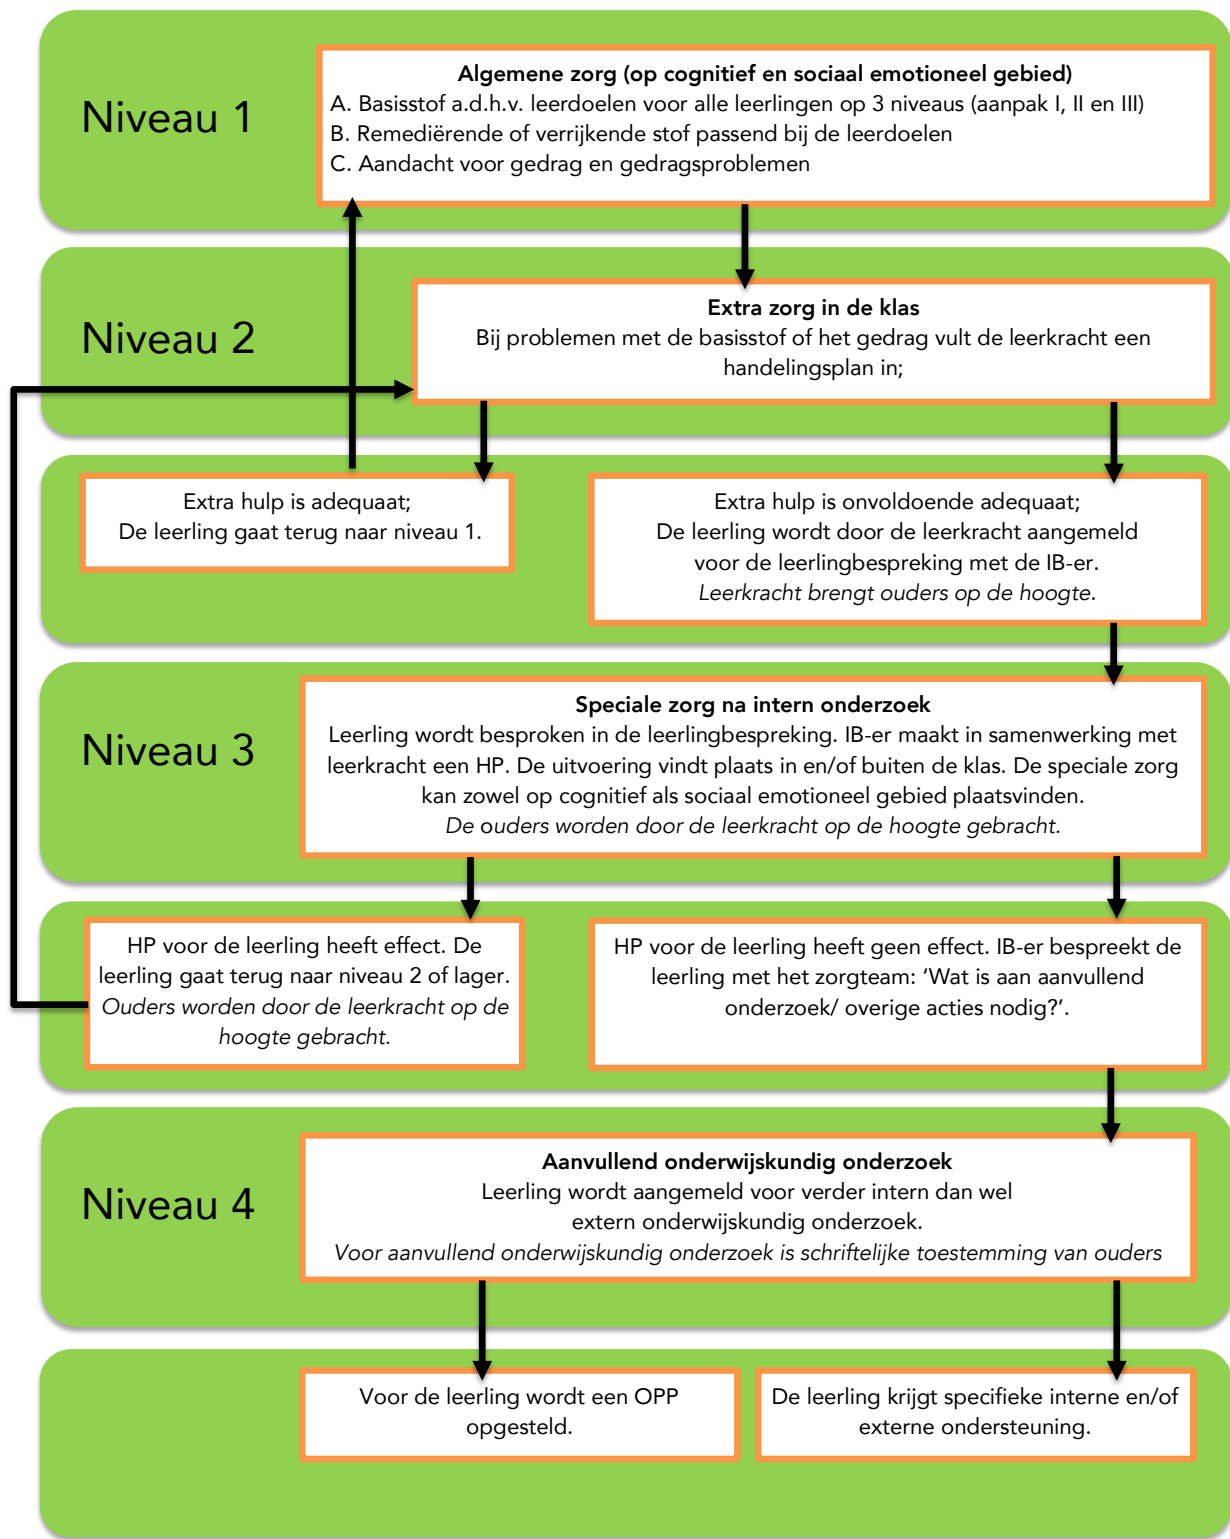 Niveau 1
Algemene zorg (op cognitief en sociaal emotioneel gebied)
A. Basisstof a.d.h.v. leerdoelen voor alle leerlingen op 3 niveaus (aanpak I, II en III)
B. Remediërende of verrijkende stof passend bij de leerdoelen
C. Aandacht voor gedrag en gedragsproblemen
Niveau 2
Extra zorg in de klas
Bij problemen met de basisstof of het gedrag vult de leerkracht een
handelingsplan in;
Extra hulp is adequaat;
De leerling gaat terug naar niveau 1.
Extra hulp is onvoldoende adequaat;
De leerling wordt door de leerkracht aangemeld
voor de leerlingbespreking met de IB-er.
Leerkracht brengt ouders op de hoogte.
Niveau 3
Speciale zorg na intern onderzoek
Leerling wordt besproken in de leerlingbespreking. IB-er maakt in samenwerking met
leerkracht een HP. De uitvoering vindt plaats in en/of buiten de klas. De speciale zorg
kan zowel op cognitief als sociaal emotioneel gebied plaatsvinden.
De ouders worden door de leerkracht op de hoogte gebracht.
HP voor de leerling heeft effect. De
leerling gaat terug naar niveau 2 of lager.
Ouders worden door de leerkracht op de
hoogte gebracht.
HP voor de leerling heeft geen effect. IB-er bespreekt de
leerling met het zorgteam: ‘Wat is aan aanvullend
onderzoek/ overige acties nodig?’.
Niveau 4
Aanvullend onderwijskundig onderzoek
Leerling wordt aangemeld voor verder intern dan wel
extern onderwijskundig onderzoek.
Voor aanvullend onderwijskundig onderzoek is schriftelijke toestemming van ouders
Voor de leerling wordt een OPP
opgesteld.
De leerling krijgt specifieke interne en/of
externe ondersteuning.